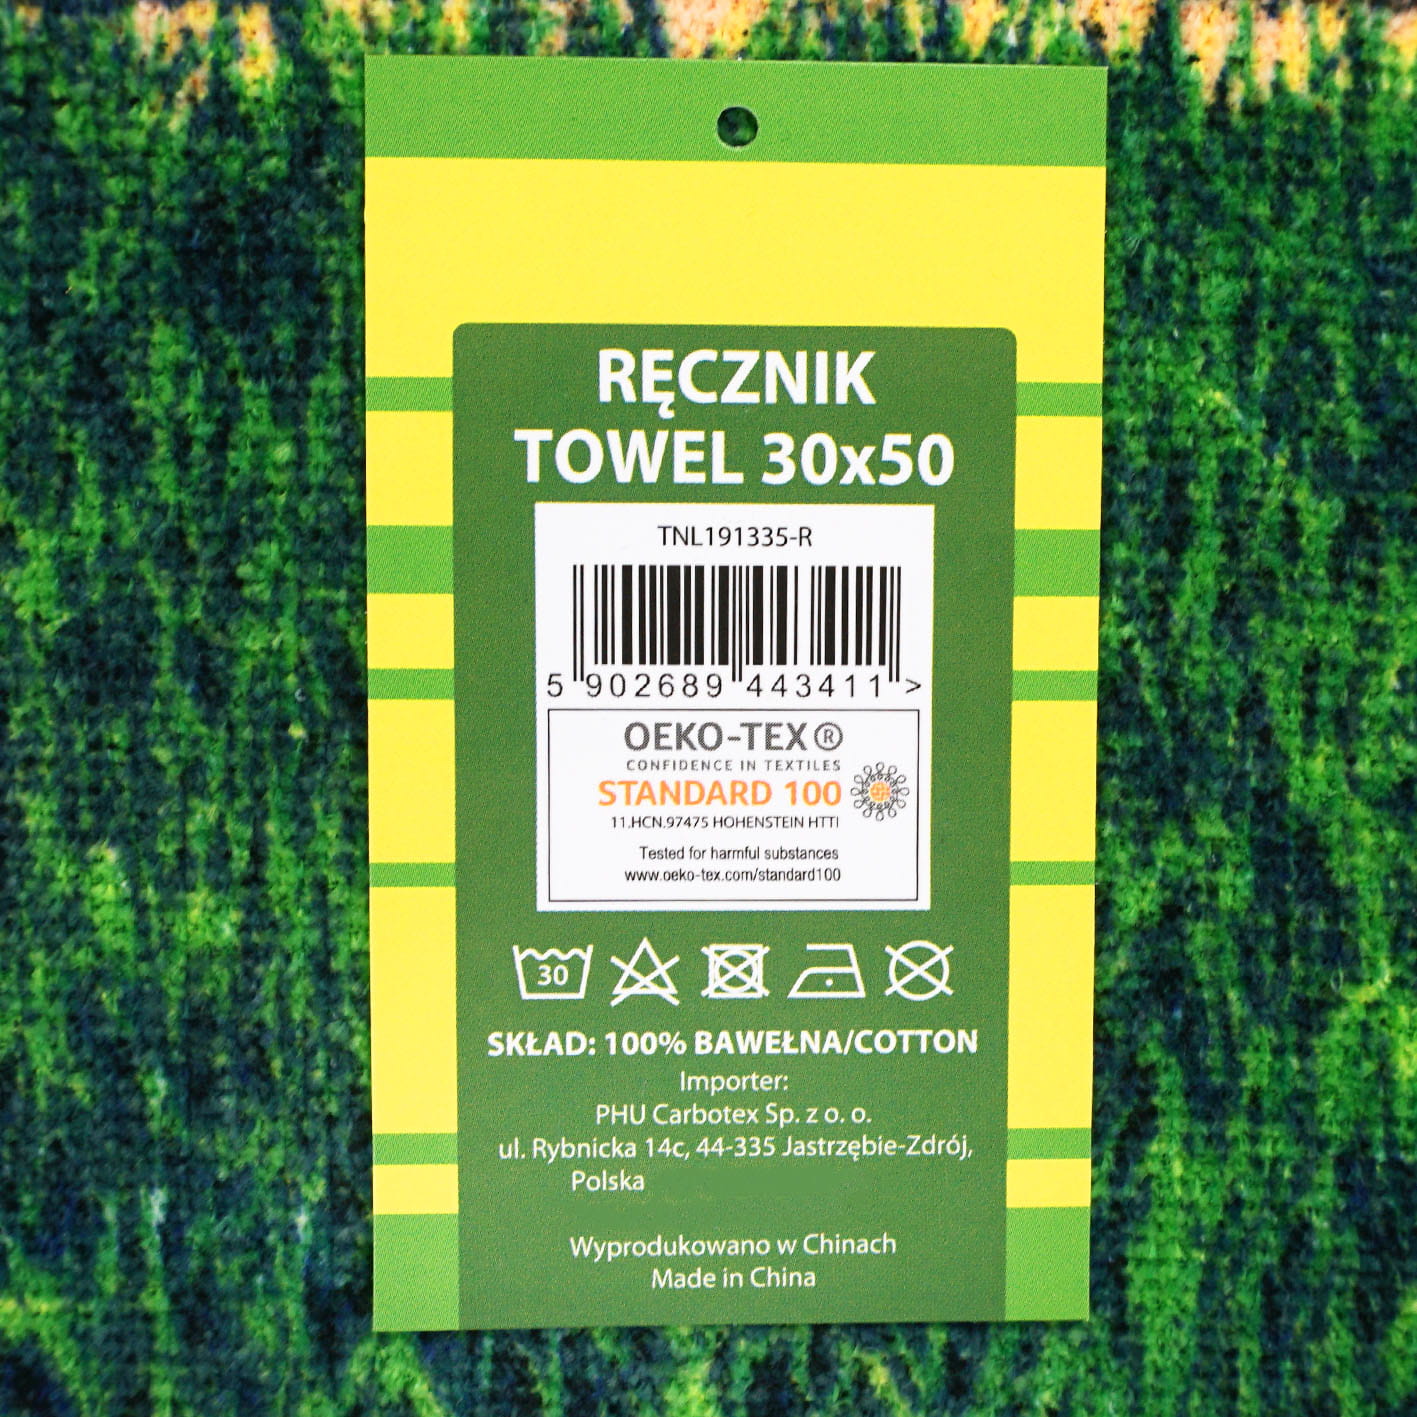 RĘCZNIK
TOWEL 30x50
TNL191335-R
5 902689 443411 >
OEKO-TEX®
CONFIDENCE IN TEXTILES
STANDARD 100
11.HCN.97475 HOHENSTEIN HTTI
Tested for harmful substances
www.oeko-tex.com/standard100
30
SKŁAD: 100% BAWEŁNA/COTTON
Importer:
PHU Carbotex Sp. z o. o.
ul. Rybnicka 14c, 44-335 Jastrzębie-Zdrój,
Polska
Wyprodukowano w Chinach
Made in China